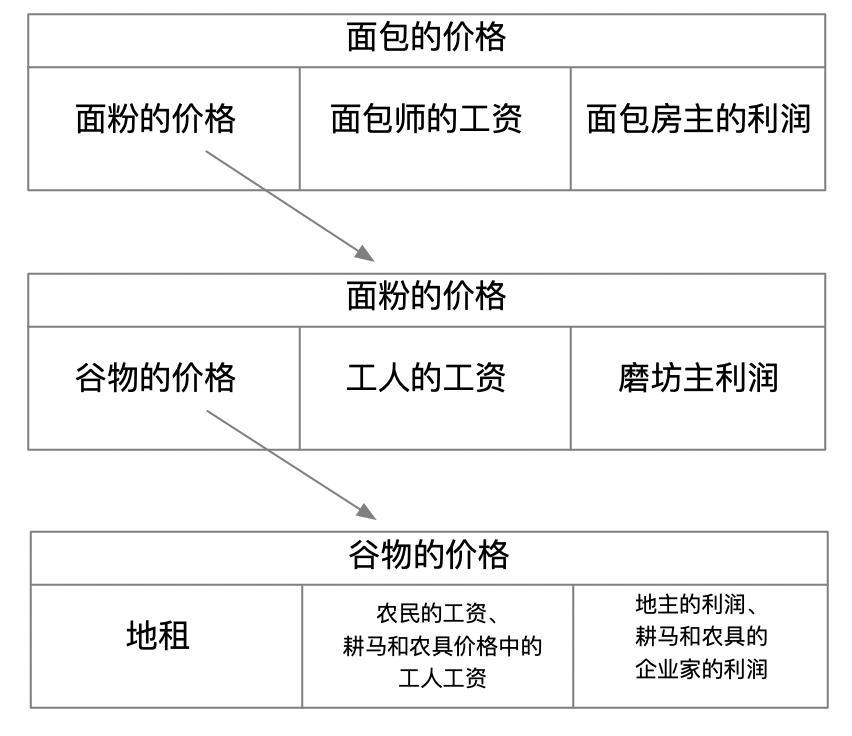 面包的价格
面粉的价格
面包师的工资
面包房主的利润
面粉的价格
谷物的价格
工人的工资
磨坊主利润
谷物的价格
地租
农民的工资、
耕马和农具价格中的
工人工资
地主的利润、
耕马和农具的
企业家的利润